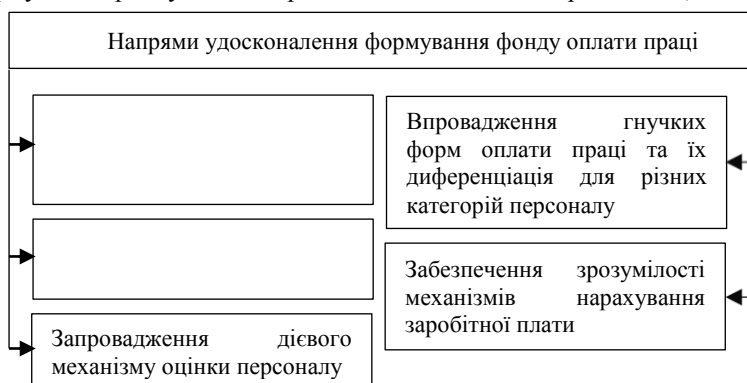 Напрями удосконалення формування фонду оплати праці
Впровадження гнучких
форм оплати праці та їх
диференціація для різних
категорій персоналу
Забезпечення зрозумілості
механізмів нарахування
заробітної плати
Запровадження дієвого
механізму оцінки персоналу